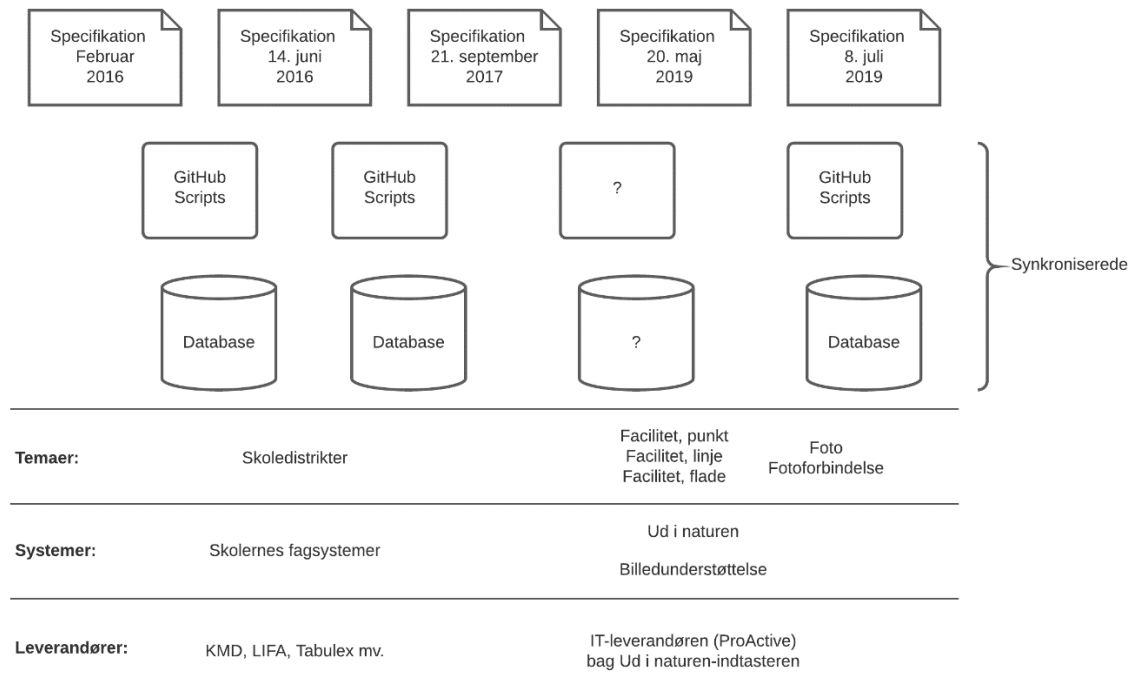 Specifikation
Februar
2016
Specifikation
14. juni
2016
Specifikation
21. september
2017
Specifikation
20. maj
2019
Specifikation
8. juli
2019
GitHub
Scripts
GitHub
Scripts
?
GitHub
Scripts
Synkroniserede
Database
Database
?
Database
Temaer:
Skoledistrikter
Facilitet, punkt
Facilitet, linje
Facilitet, flade
Foto
Fotoforbindelse
Systemer:
Skolernes fagsystemer
Ud i naturen
Billedunderstøttelse
Leverandører:
KMD, LIFA, Tabulex mv.
IT-leverandøren (ProActive)
bag Ud i naturen-indtasteren